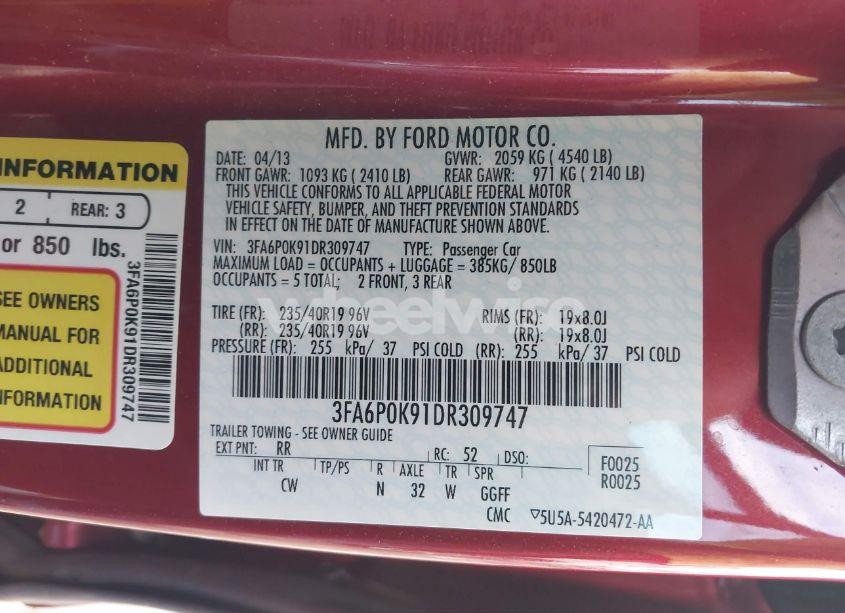 INFORMATION
2 REAR: 3
or 850 lbs.
SEE OWNERS
MANUAL FOR
ADDITIONAL
INFORMATION
3FA6P0K91DR309747
MFD. BY FORD MOTOR CO.
DATE: 04/13 GVWR: 2059 KG ( 4540 LB)
FRONT GAWR: 1093 KG ( 2410 LB) REAR GAWR: 971 KG ( 2140 LB)
THIS VEHICLE CONFORMS TO ALL APPLICABLE FEDERAL MOTOR
VEHICLE SAFETY, BUMPER, AND THEFT PREVENTION STANDARDS
IN EFFECT ON THE DATE OF MANUFACTURE SHOWN ABOVE.
VIN: 3FA6P0K91DR309747 TYPE: Passenger Car
MAXIMUM LOAD = OCCUPANTS + LUGGAGE = 385KG/ 850LB
OCCUPANTS = 5 TOTAL; 2 FRONT, 3 REAR
wheelwise
TIRE (FR): 235/40R19 96V RIMS (FR): 19x8.0J
(RR): 235/40R19 96V (RR): 19x8.0J
PRESSURE (FR): 255 kPa/ 37 PSI COLD (RR): 255 kPa/ 37 PSI COLD
3FA6P0K91DR309747
TRAILER TOWING - SEE OWNER GUIDE
EXT PNT: RR RC: 52 DSO: F0025
INT TR TP/PS R AXLE TR SPR R0025
CW N 32 W GGFF
CMC ▽5U5A-5420472-AA